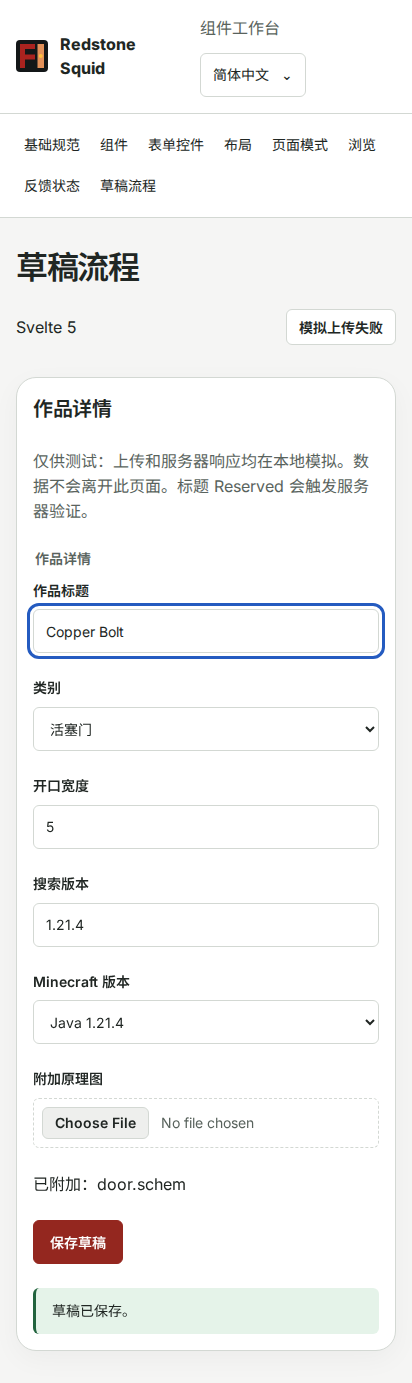 Redstone
Squid
组件工作台
简体中文
基础规范 组件 表单控件 布局 页面模式 浏览
反馈状态 草稿流程
草稿流程
Svelte 5
模拟上传失败
作品详情
仅供测试：上传和服务器响应均在本地模拟。数
据不会离开此页面。标题 Reserved 会触发服务
器验证。
作品详情
作品标题
Copper Bolt
类别
活塞门
开口宽度
5
搜索版本
1.21.4
Minecraft 版本
Java 1.21.4
附加原理图
Choose File No file chosen
已附加：door.schem
保存草稿
草稿已保存。